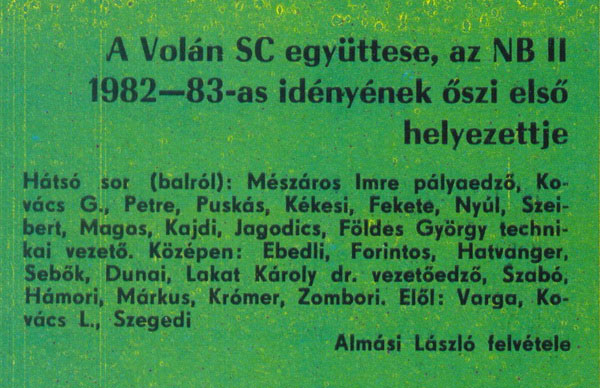 A Volán SC együttese, az NB II
1982—83-as idényének őszi első
helyezettje
Hátsó sor (balról): Mészáros Imre pályaedző, Ko-
vács G., Petre, Puskás, Kékesi, Fekete, Nyúl, Szei-
bert, Magos, Kajdi, Jagodics, Földes György techni-
kai vezető. Középen: Ebedli, Forintos, Hatvanger,
Sebők, Dunai, Lakat Károly dr. vezetőedző, Szabó,
Hámori, Márkus, Krómer, Zombori. Elől: Varga, Ko-
vács L., Szegedi
Almási László felvétele